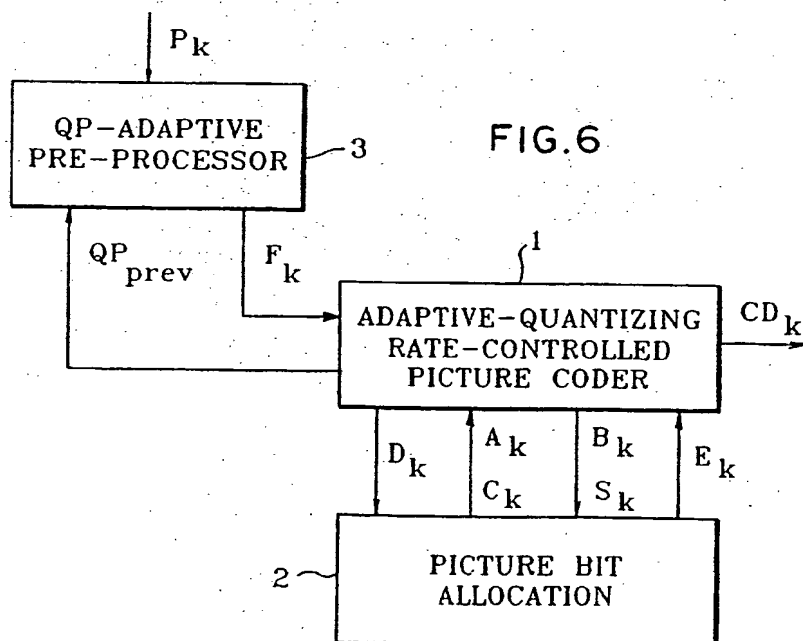 P_k
QP-ADAPTIVE
PRE-PROCESSOR
3
FIG.6
QP_prev
F_k
1
ADAPTIVE-QUANTIZING
RATE-CONTROLLED
PICTURE CODER
CD_k
D_k
A_k
C_k
B_k
S_k
E_k
2
PICTURE BIT
ALLOCATION